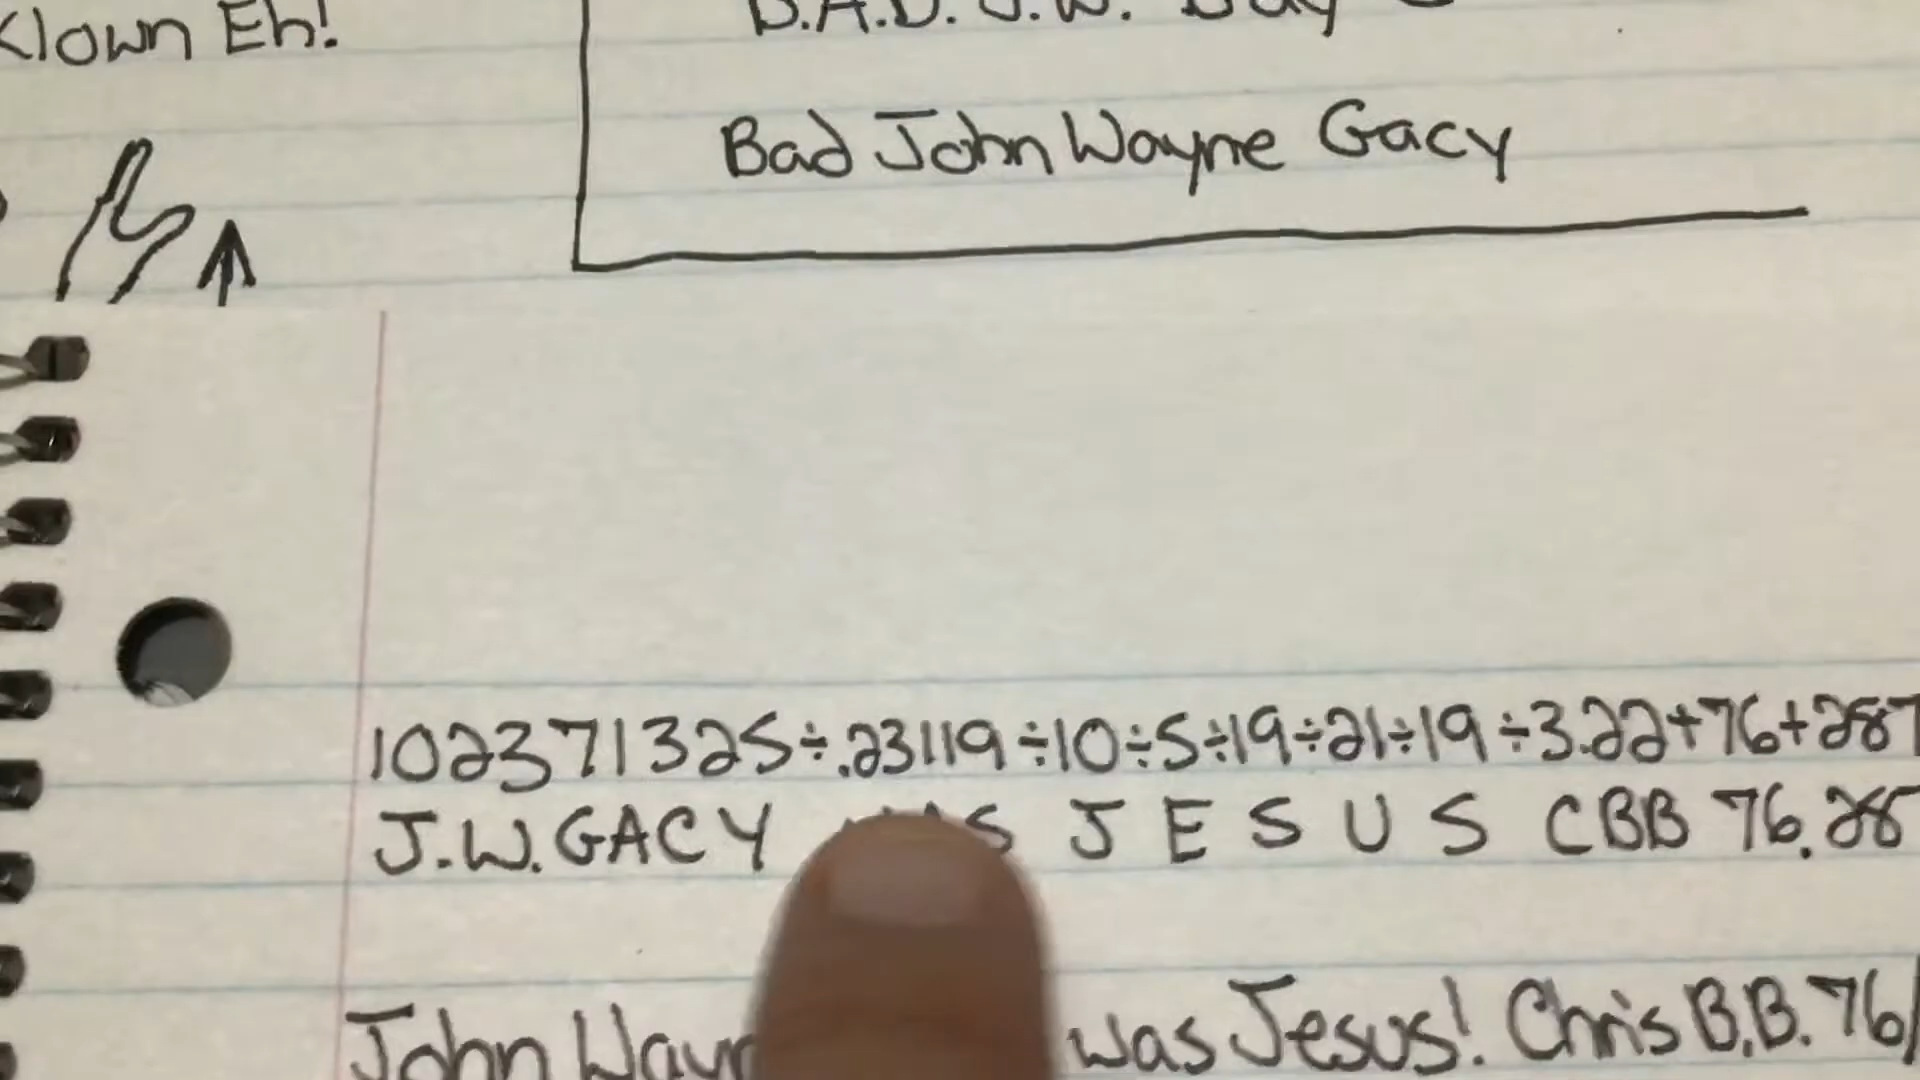 Klown Eh!
B.A.D. J.W.
Bad John Wayne Gacy
102371325÷.23119÷10÷5÷19÷21÷19÷3.22+76+287
J.W.GACY JESUS CBB 76.28
John was Jesus! Chris B.B. 76/